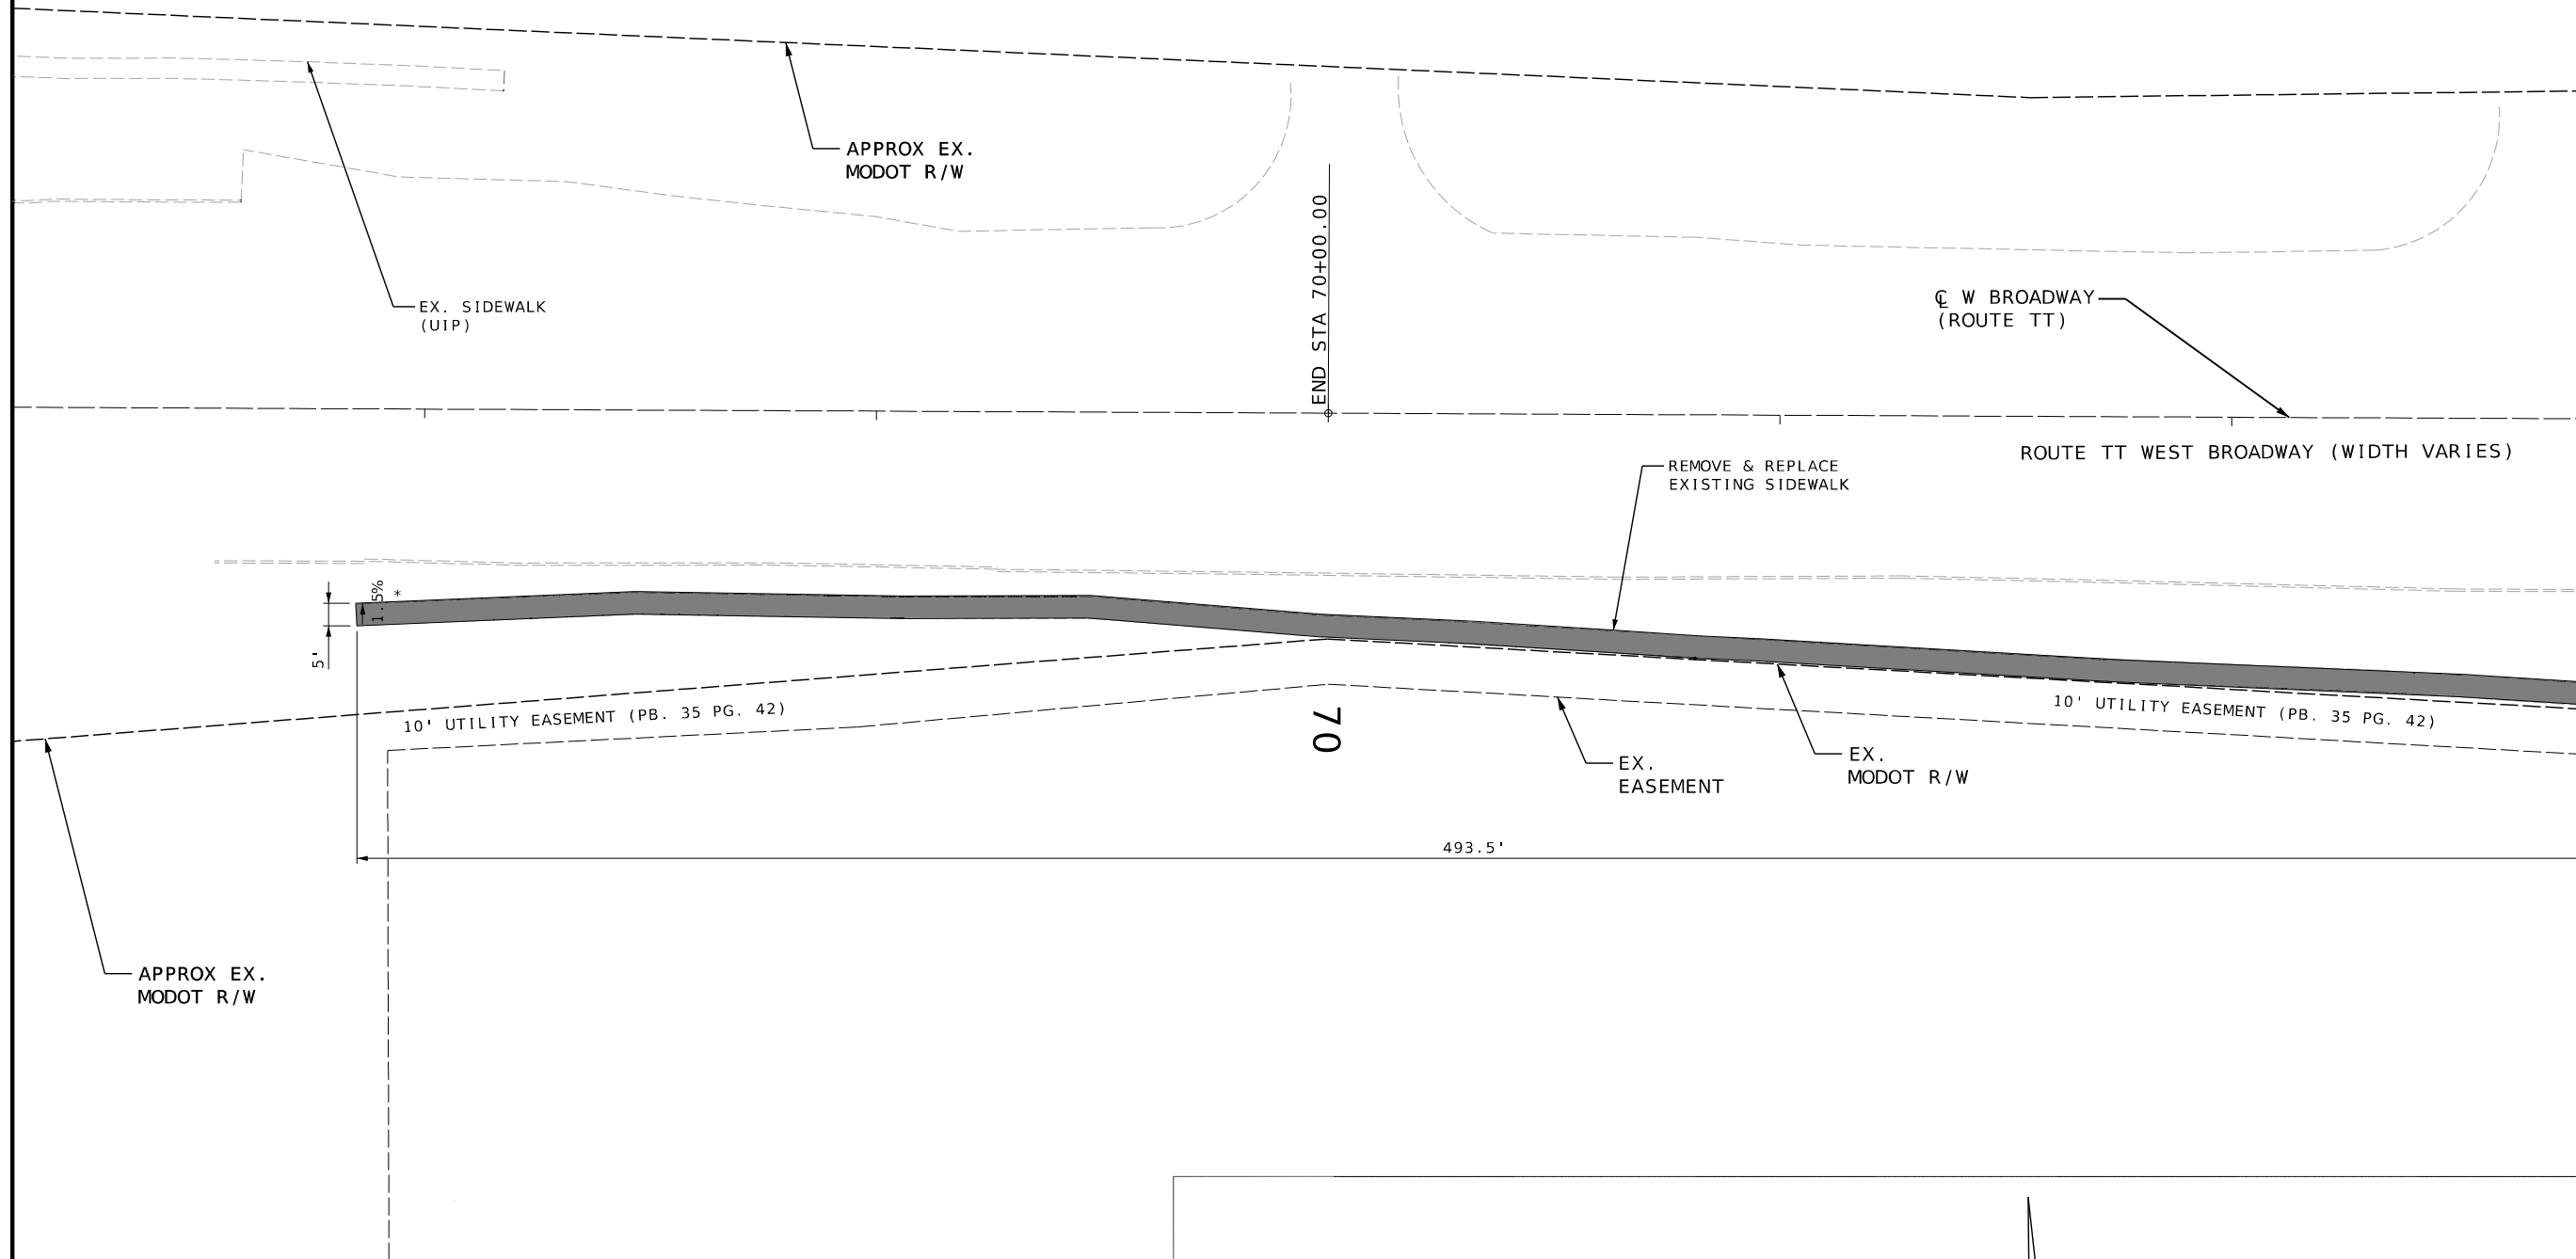 APPROX EX.
MODOT R/W
END STA 70+00.00
EX. SIDEWALK
(UIP)
℄ W BROADWAY
(ROUTE TT)
ROUTE TT WEST BROADWAY (WIDTH VARIES)
REMOVE & REPLACE
EXISTING SIDEWALK
1.5%
*
5'
10' UTILITY EASEMENT (PB. 35 PG. 42)
10' UTILITY EASEMENT (PB. 35 PG. 42)
70
EX.
EASEMENT
EX.
MODOT R/W
493.5'
APPROX EX.
MODOT R/W